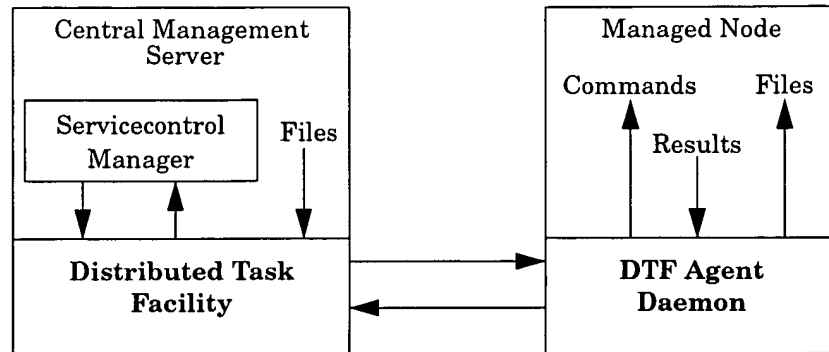 Central Management
Server
Servicecontrol
Manager
Files
Distributed Task
Facility
Managed Node
Commands
Files
Results
DTF Agent
Daemon